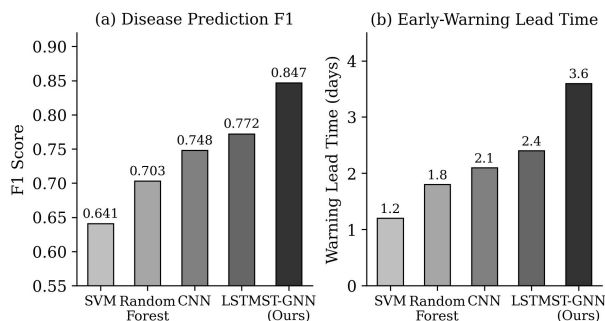 (a) Disease Prediction F1
F1 Score
0.90
0.85
0.80
0.75
0.70
0.65
0.60
0.55
0.641
0.703
0.748
0.772
0.847
SVM
Random
Forest
CNN
LSTM
ST-GNN
(Ours)
(b) Early-Warning Lead Time
Warning Lead Time (days)
4
3
2
1
0
1.2
1.8
2.1
2.4
3.6
SVM
Random
Forest
CNN
LSTM
ST-GNN
(Ours)